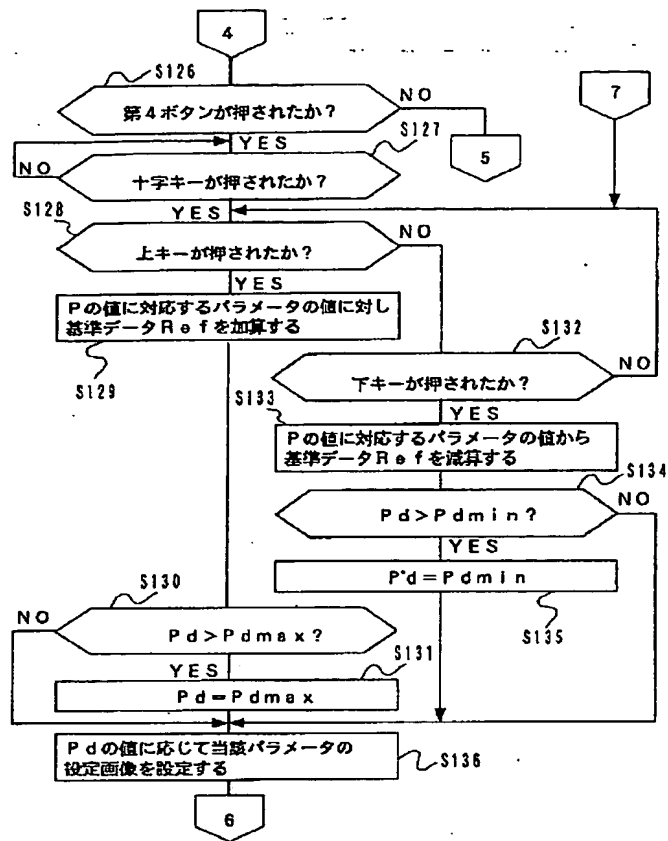 4
S126
第4ボタンが押されたか?
NO
7
YES
S127
5
NO
十字キーが押されたか?
YES
S128
上キーが押されたか?
NO
YES
Pの値に対応するパラメータの値に対し
基準データRefを加算する
S129
S132
下キーが押されたか?
NO
S133
YES
Pの値に対応するパラメータの値から
基準データRefを減算する
S134
Pd>Pdmin?
NO
YES
Pd=Pdmin
S135
S130
NO
Pd>Pdmax?
YES
S131
Pd=Pdmax
Pdの値に応じて当該パラメータの
設定画像を設定する
S136
6